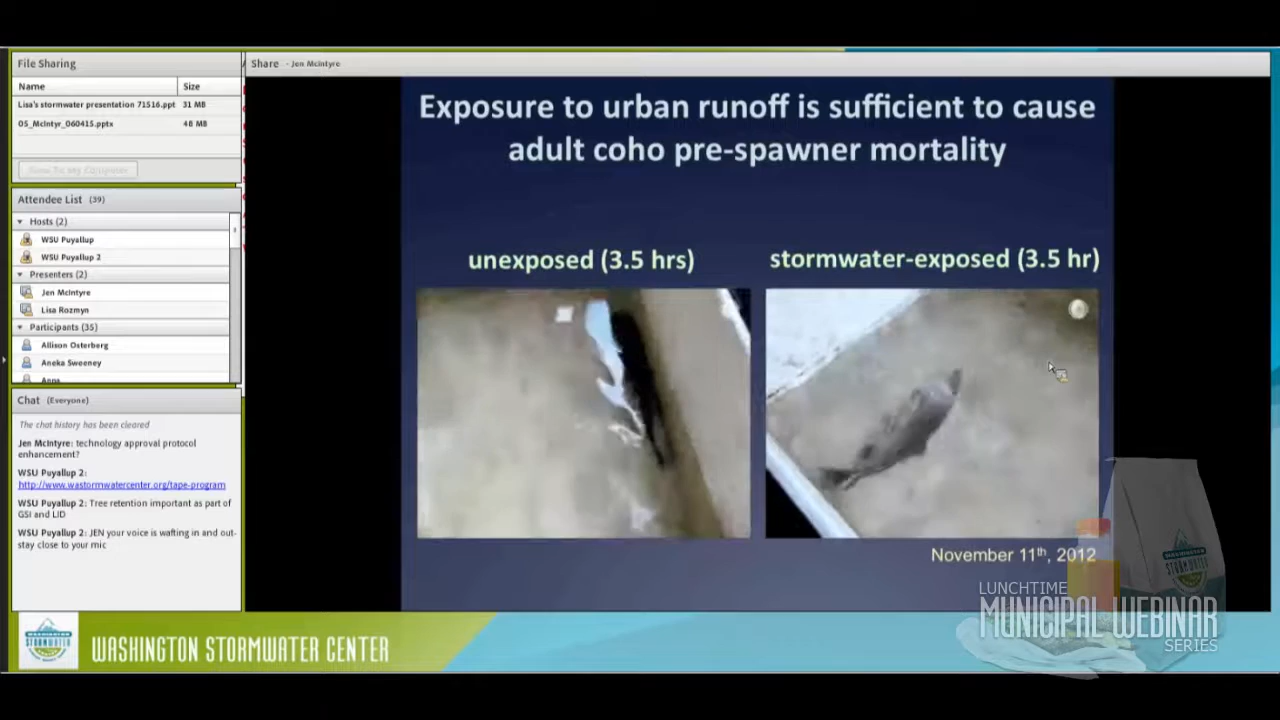 File Sharing
Name Size
Lisa's stormwater presentation 71516.ppt 31 MB
05_McIntyr_060415.pptx 48 MB
Save To My Computer
Attendee List (39)
Hosts (2)
WSU Puyallup
WSU Puyallup 2
Presenters (2)
Jen McIntyre
Lisa Rozmyn
Participants (35)
Allison Osterberg
Aneka Sweeney
Anna
Chat (Everyone)
The chat history has been cleared
Jen McIntyre: technology approval protocol
enhancement?
WSU Puyallup 2:
http://www.wastormwatercenter.org/tape-program
WSU Puyallup 2: Tree retention important as part of
GSI and LID
WSU Puyallup 2: JEN your voice is wafting in and out-
stay close to your mic
Share - Jen McIntyre
Exposure to urban runoff is sufficient to cause
adult coho pre-spawner mortality
unexposed (3.5 hrs)
stormwater-exposed (3.5 hr)
November 11th, 2012
WASHINGTON STORMWATER CENTER
LUNCHTIME
MUNICIPAL WEBINAR
SERIES